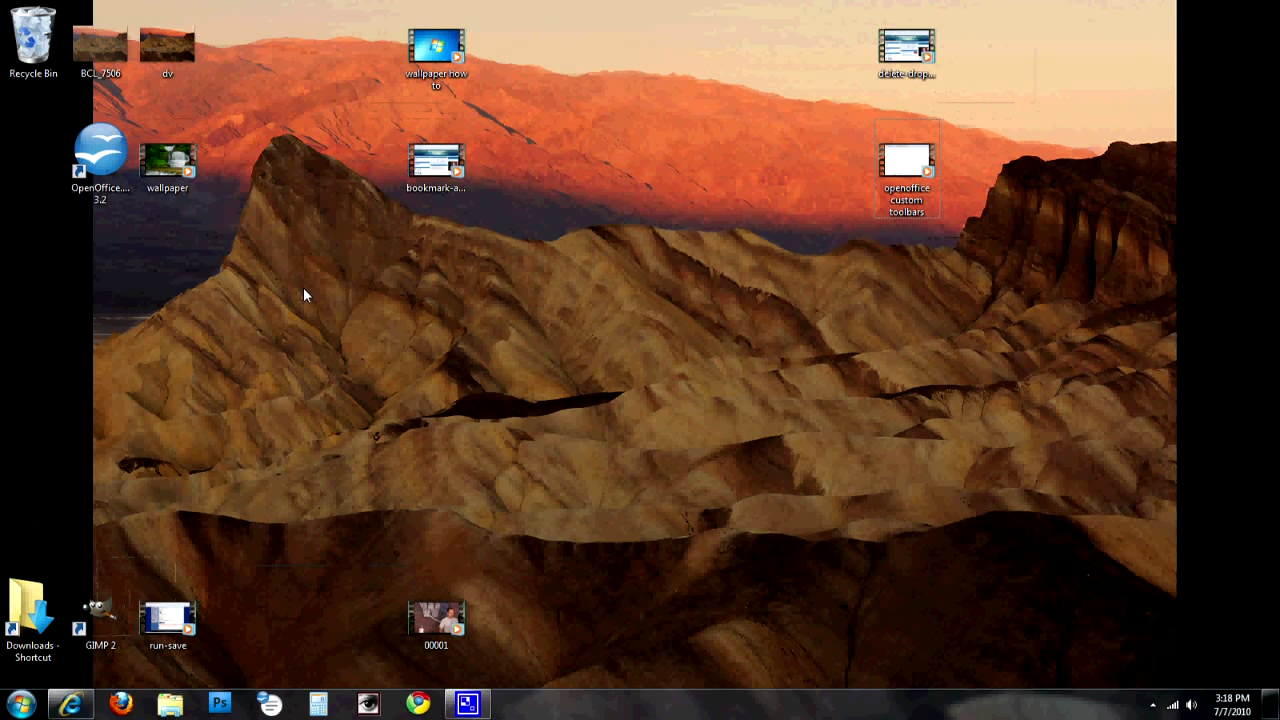 Recycle Bin
BCL_7506
dv
wallpaper how
to
delete-drop...
OpenOffice....
3.2
wallpaper
bookmark-a...
openoffice
custom
toolbars
Downloads -
Shortcut
GIMP 2
run-save
00001
Ps
3:18 PM
7/7/2010